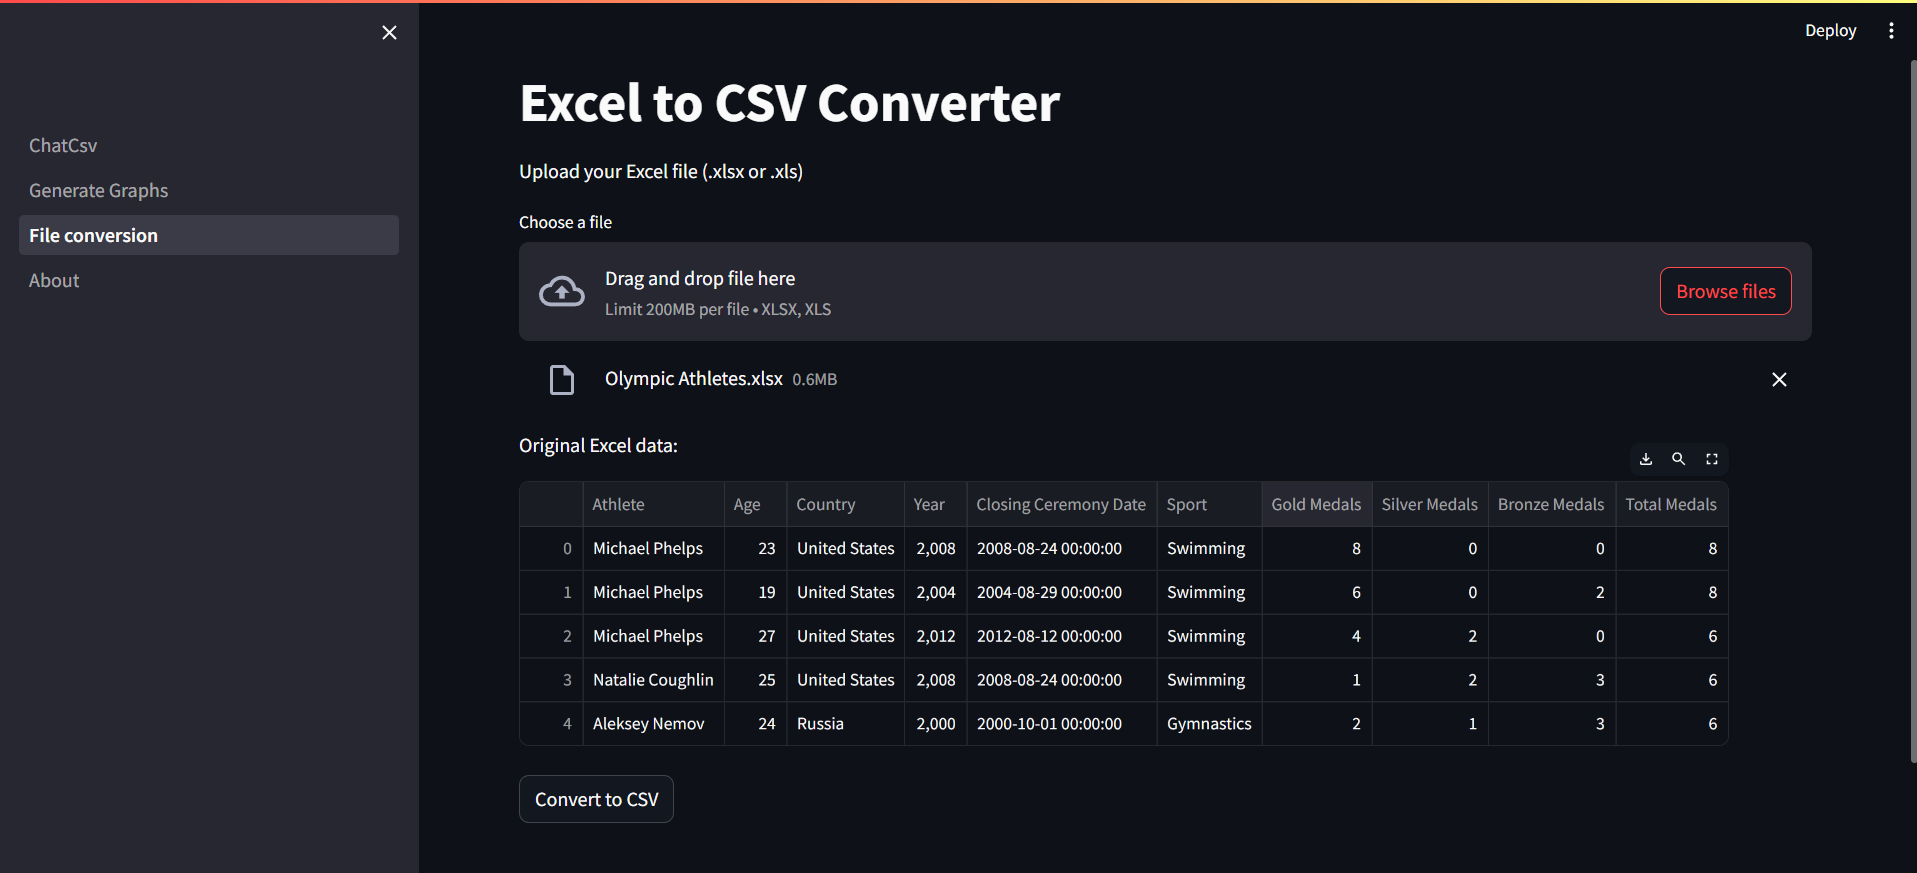 Deploy
ChatCsv
Generate Graphs
File conversion
About
Excel to CSV Converter
Upload your Excel file (.xlsx or .xls)
Choose a file
Drag and drop file here
Limit 200MB per file • XLSX, XLS
Browse files
Olympic Athletes.xlsx 0.6MB
Original Excel data:
Athlete Age Country Year Closing Ceremony Date Sport Gold Medals Silver Medals Bronze Medals Total Medals
0 Michael Phelps 23 United States 2,008 2008-08-24 00:00:00 Swimming 8 0 0 8
1 Michael Phelps 19 United States 2,004 2004-08-29 00:00:00 Swimming 6 0 2 8
2 Michael Phelps 27 United States 2,012 2012-08-12 00:00:00 Swimming 4 2 0 6
3 Natalie Coughlin 25 United States 2,008 2008-08-24 00:00:00 Swimming 1 2 3 6
4 Aleksey Nemov 24 Russia 2,000 2000-10-01 00:00:00 Gymnastics 2 1 3 6
Convert to CSV